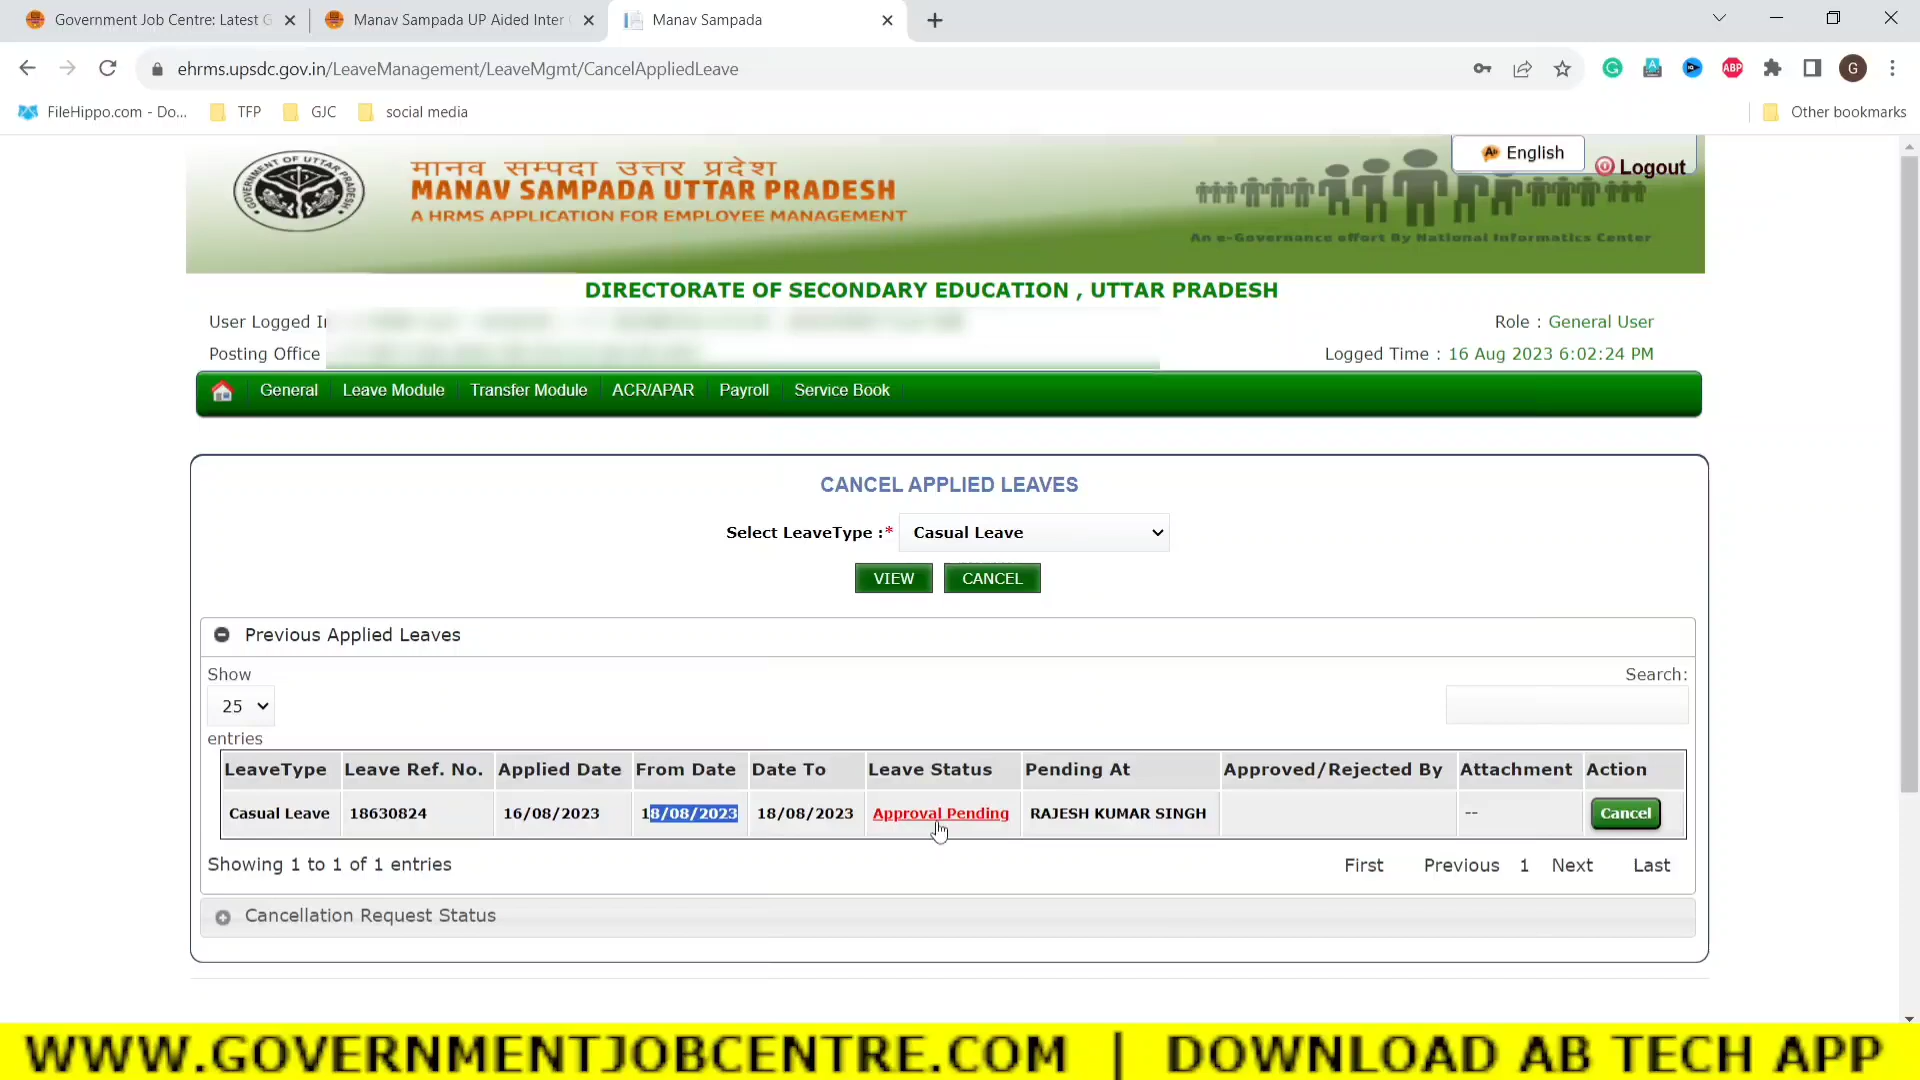 Government Job Centre: Latest G
Manav Sampada UP Aided Inter
Manav Sampada
ehrms.upsdc.gov.in/LeaveManagement/LeaveMgmt/CancelAppliedLeave
G
ABP
FileHippo.com - Do...
TFP
GJC
social media
Other bookmarks
GOVERNMENT OF UTTAR PRADESH
मानव सम्पदा उत्तर प्रदेश
MANAV SAMPADA UTTAR PRADESH
A HRMS APPLICATION FOR EMPLOYEE MANAGEMENT
English
Logout
An e-Governance effort By National Informatics Center
DIRECTORATE OF SECONDARY EDUCATION , UTTAR PRADESH
User Logged In
Role : General User
Posting Office
Logged Time : 16 Aug 2023 6:02:24 PM
General Leave Module Transfer Module ACR/APAR Payroll Service Book
CANCEL APPLIED LEAVES
Select LeaveType :* Casual Leave
VIEW CANCEL
Previous Applied Leaves
Show
Search:
25
entries
LeaveType Leave Ref. No. Applied Date From Date Date To Leave Status Pending At Approved/Rejected By Attachment Action
Casual Leave 18630824 16/08/2023 18/08/2023 18/08/2023 Approval Pending RAJESH KUMAR SINGH -- Cancel
Showing 1 to 1 of 1 entries
First Previous 1 Next Last
Cancellation Request Status
WWW.GOVERNMENTJOBCENTRE.COM | DOWNLOAD AB TECH APP